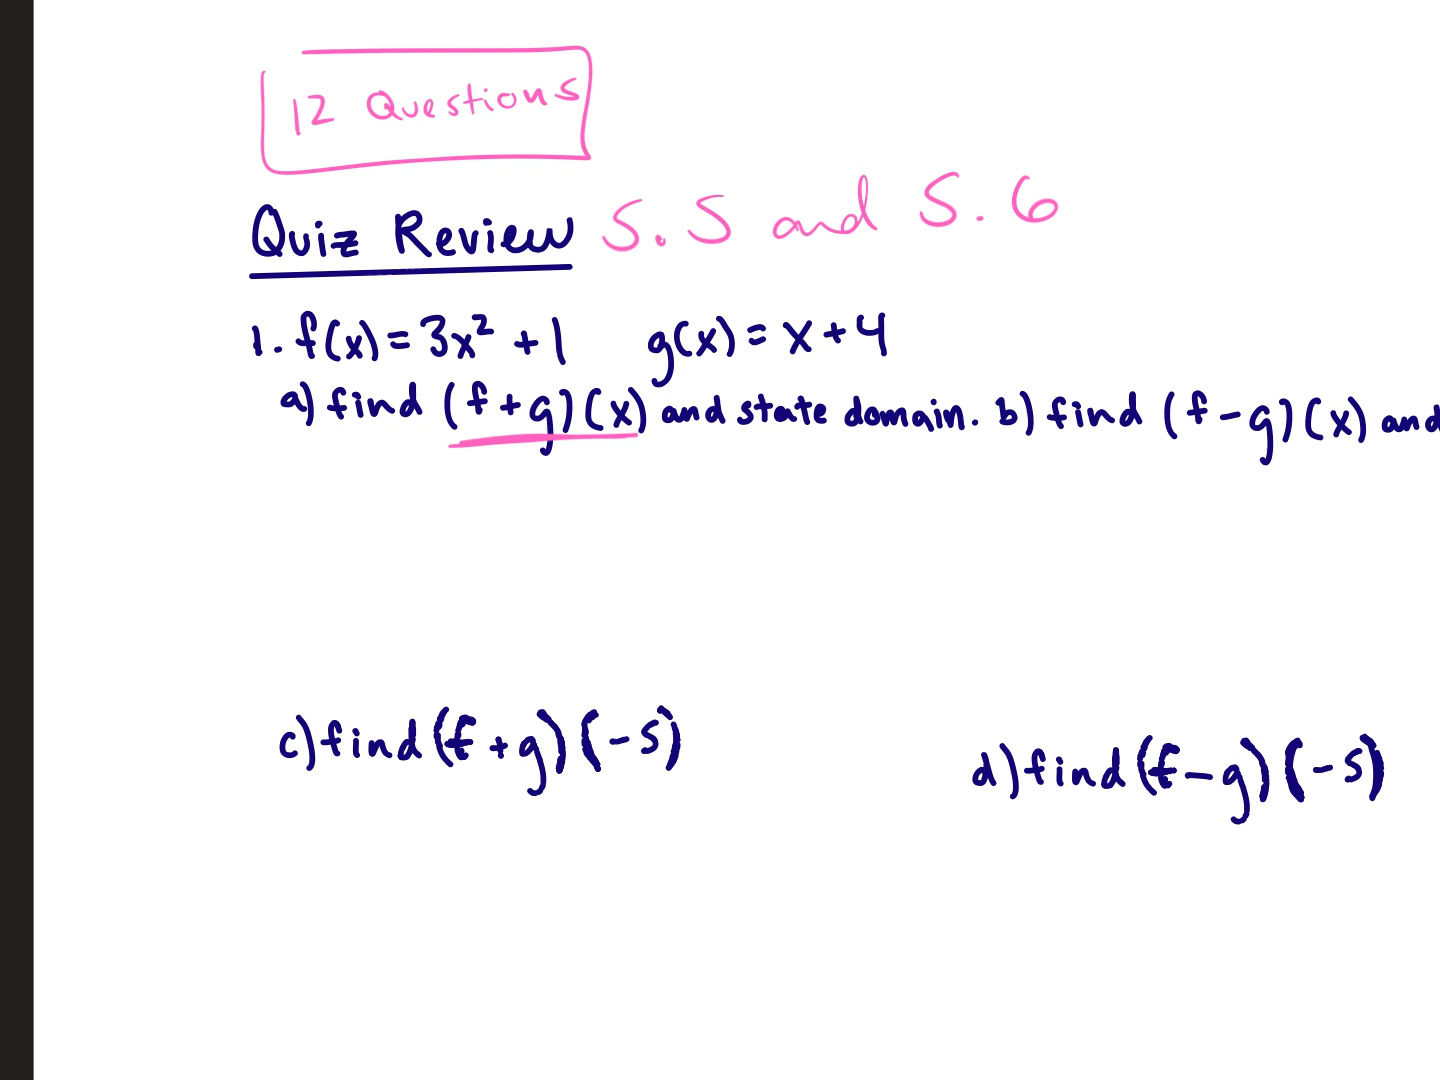 12 Questions
Quiz Review 5.5 and 5.6
1. f(x) = 3x² + 1 g(x) = x + 4
a) find (f + g)(x) and state domain. b) find (f - g)(x) and
c) find (f + g)(-5)
d) find (f - g)(-5)